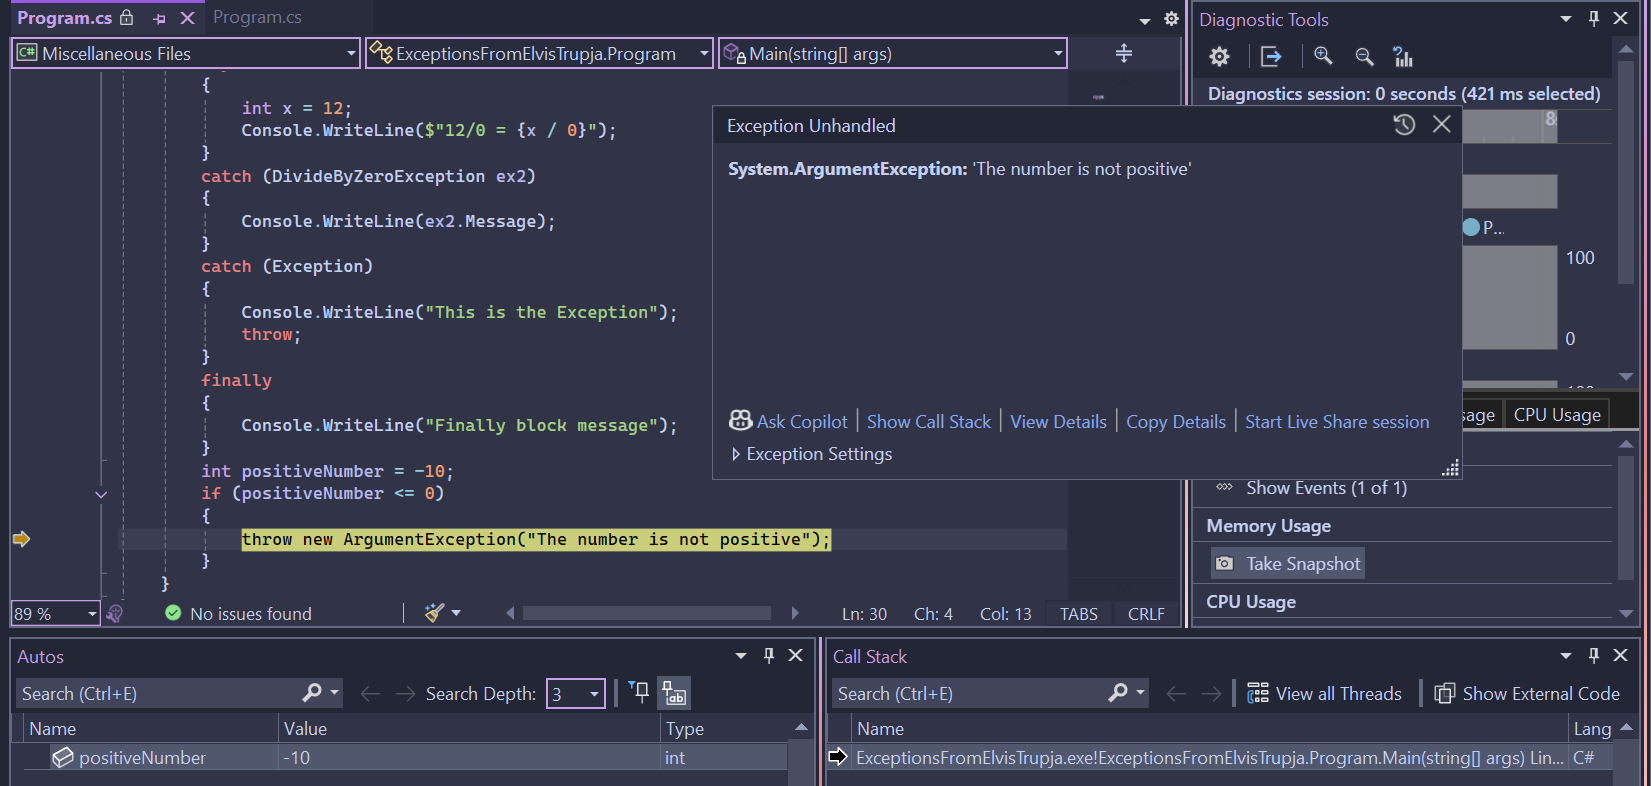 Program.cs
Program.cs
C# Miscellaneous Files
ExceptionsFromElvisTrupja.Program
Main(string[] args)
{
int x = 12;
Console.WriteLine($"12/0 = {x / 0}");
}
catch (DivideByZeroException ex2)
{
Console.WriteLine(ex2.Message);
}
catch (Exception)
{
Console.WriteLine("This is the Exception");
throw;
}
finally
{
Console.WriteLine("Finally block message");
}
int positiveNumber = -10;
if (positiveNumber <= 0)
{
throw new ArgumentException("The number is not positive");
}
}
89 %
No issues found
Ln: 30 Ch: 4 Col: 13 TABS CRLF
Exception Unhandled
System.ArgumentException: 'The number is not positive'
Ask Copilot | Show Call Stack | View Details | Copy Details | Start Live Share session
Exception Settings
Diagnostic Tools
Diagnostics session: 0 seconds (421 ms selected)
P...
100
0
sage
CPU Usage
Show Events (1 of 1)
Memory Usage
Take Snapshot
CPU Usage
Autos
Search (Ctrl+E)
Search Depth: 3
Name Value Type
positiveNumber -10 int
Call Stack
Search (Ctrl+E)
View all Threads
Show External Code
Name Lang
ExceptionsFromElvisTrupja.exe!ExceptionsFromElvisTrupja.Program.Main(string[] args) Lin... C#